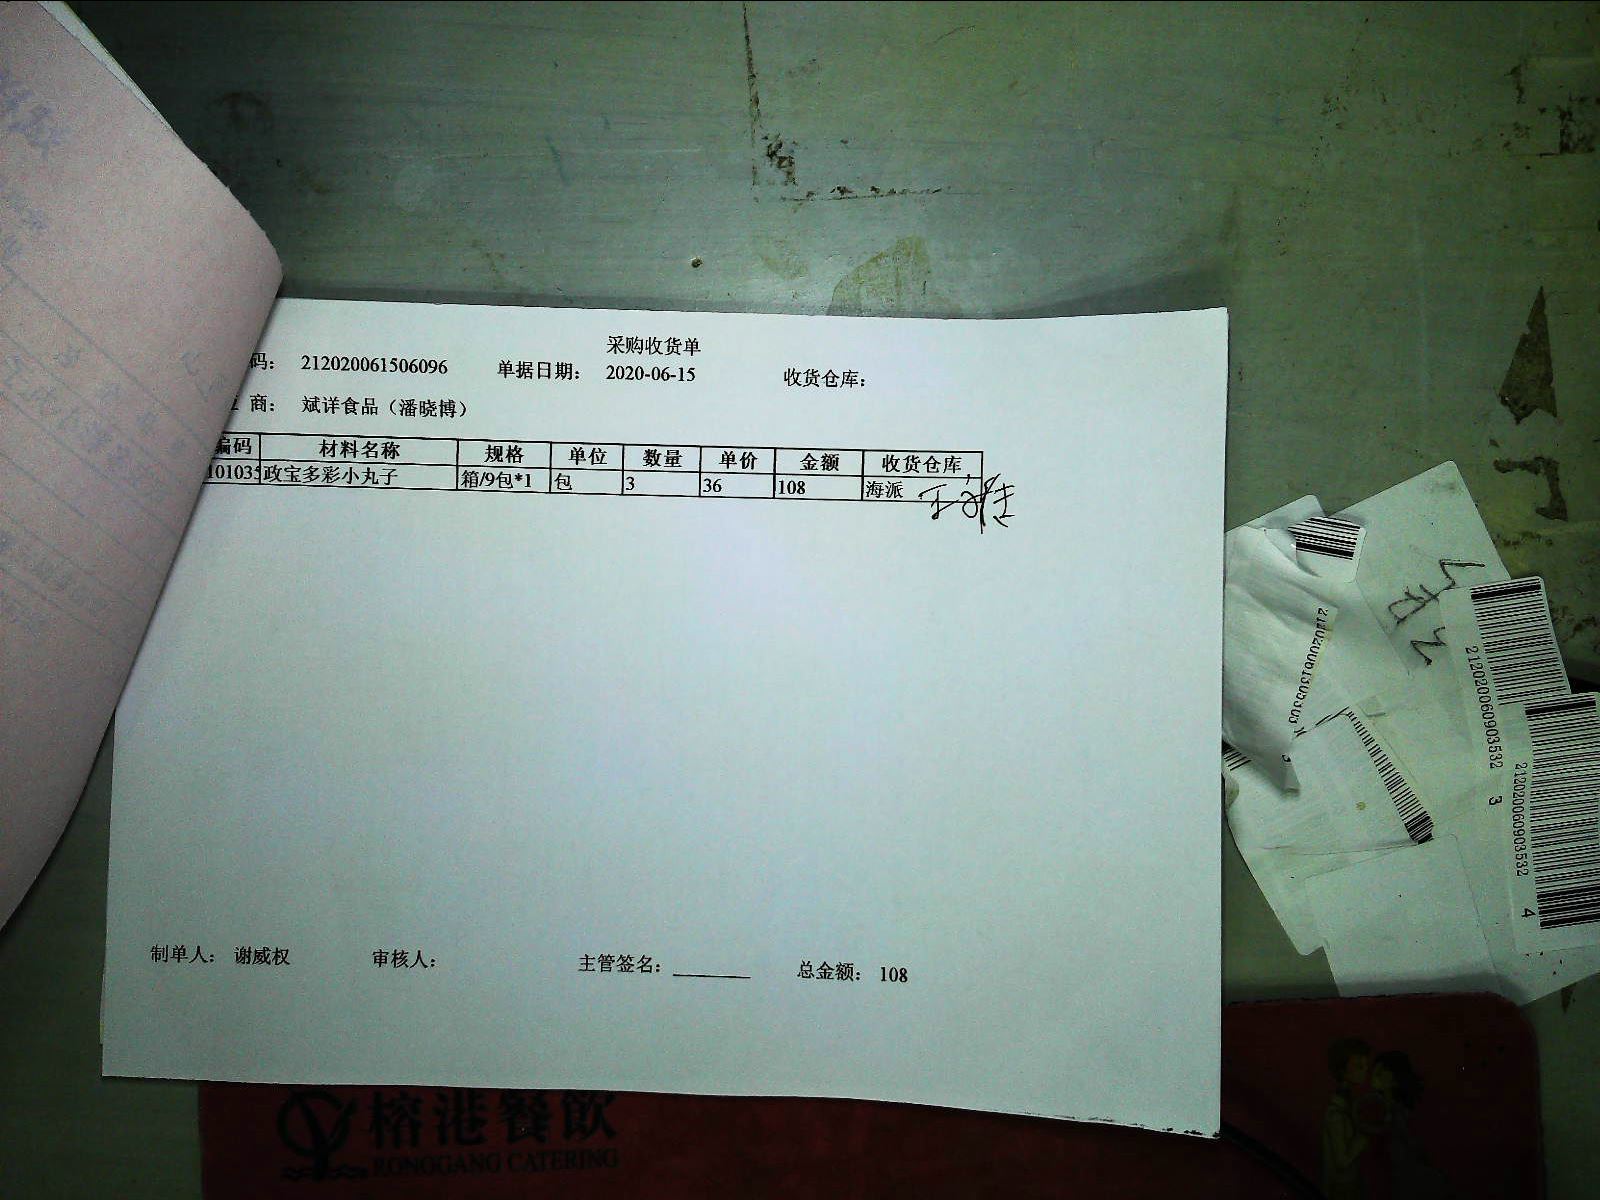 采购收货单
码： 212020061506096 单据日期： 2020-06-15 收货仓库：
商： 斌详食品（潘晓博）
编码 材料名称 规格 单位 数量 单价 金额 收货仓库
101035 政宝多彩小丸子 箱/9包*1 包 3 36 108 海派
制单人： 谢威权 审核人： 主管签名：______ 总金额： 108
212020060903532 3
212020060903532 4
榕港餐饮
RONGGANG CATERING